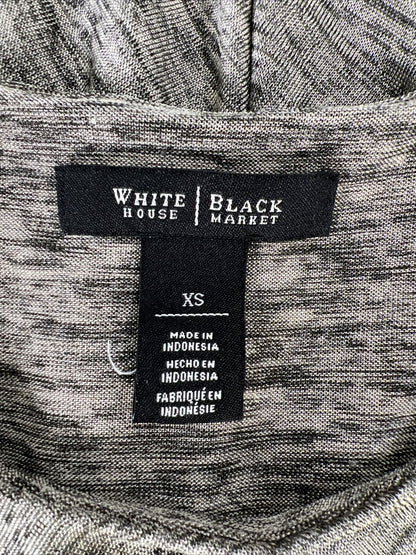 WHITE | BLACK
HOUSE | MARKET
XS
MADE IN
INDONESIA
HECHO EN
INDONESIA
FABRIQUÉ EN
INDONÉSIE